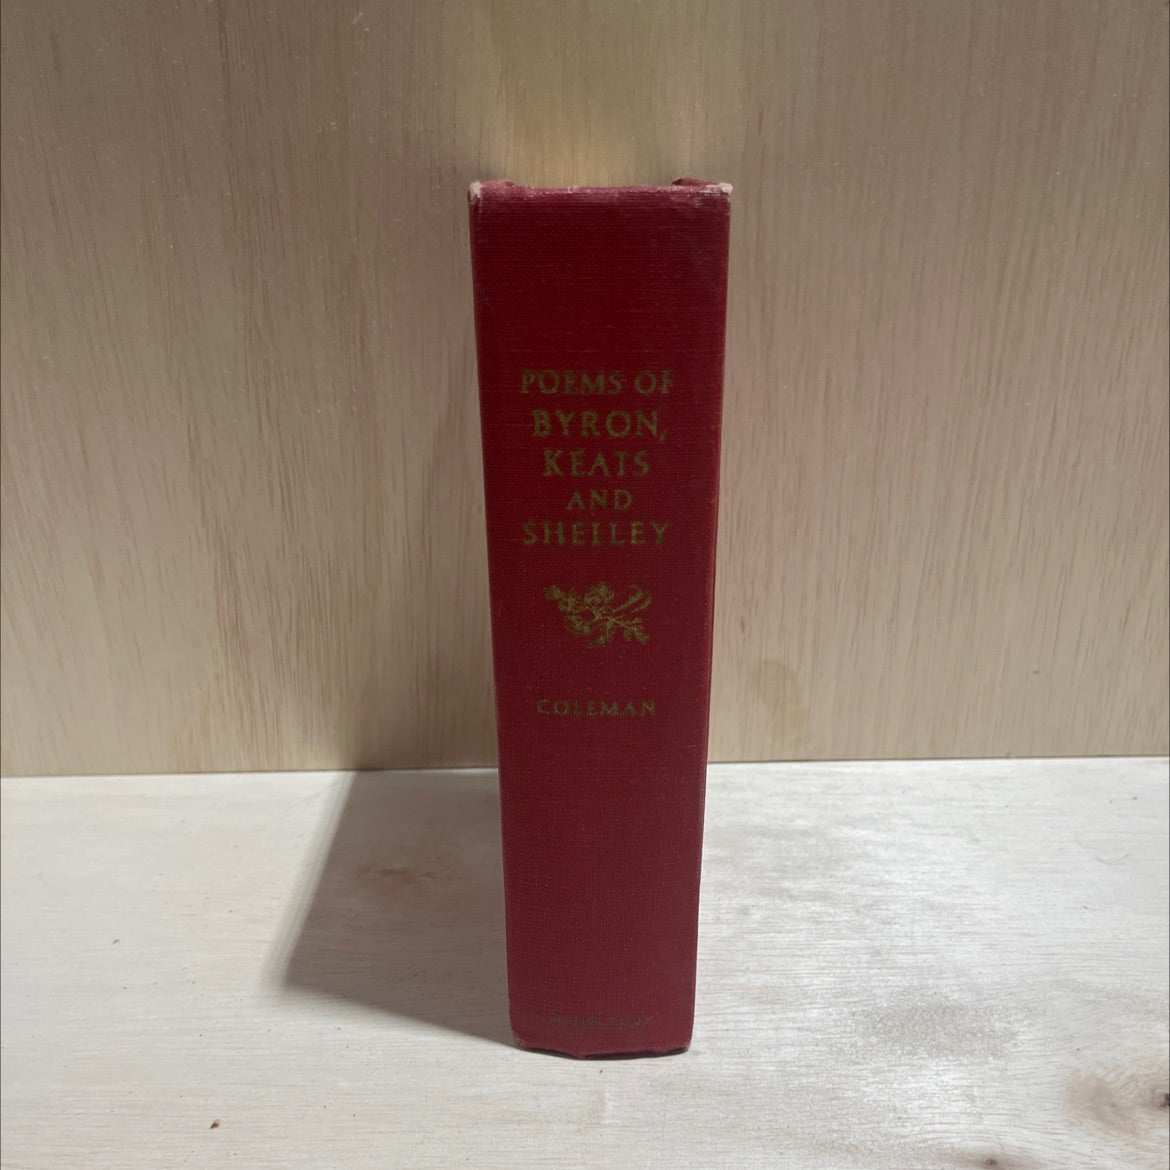 POEMS OF
BYRON,
KEATS
AND
SHELLEY
COLEMAN